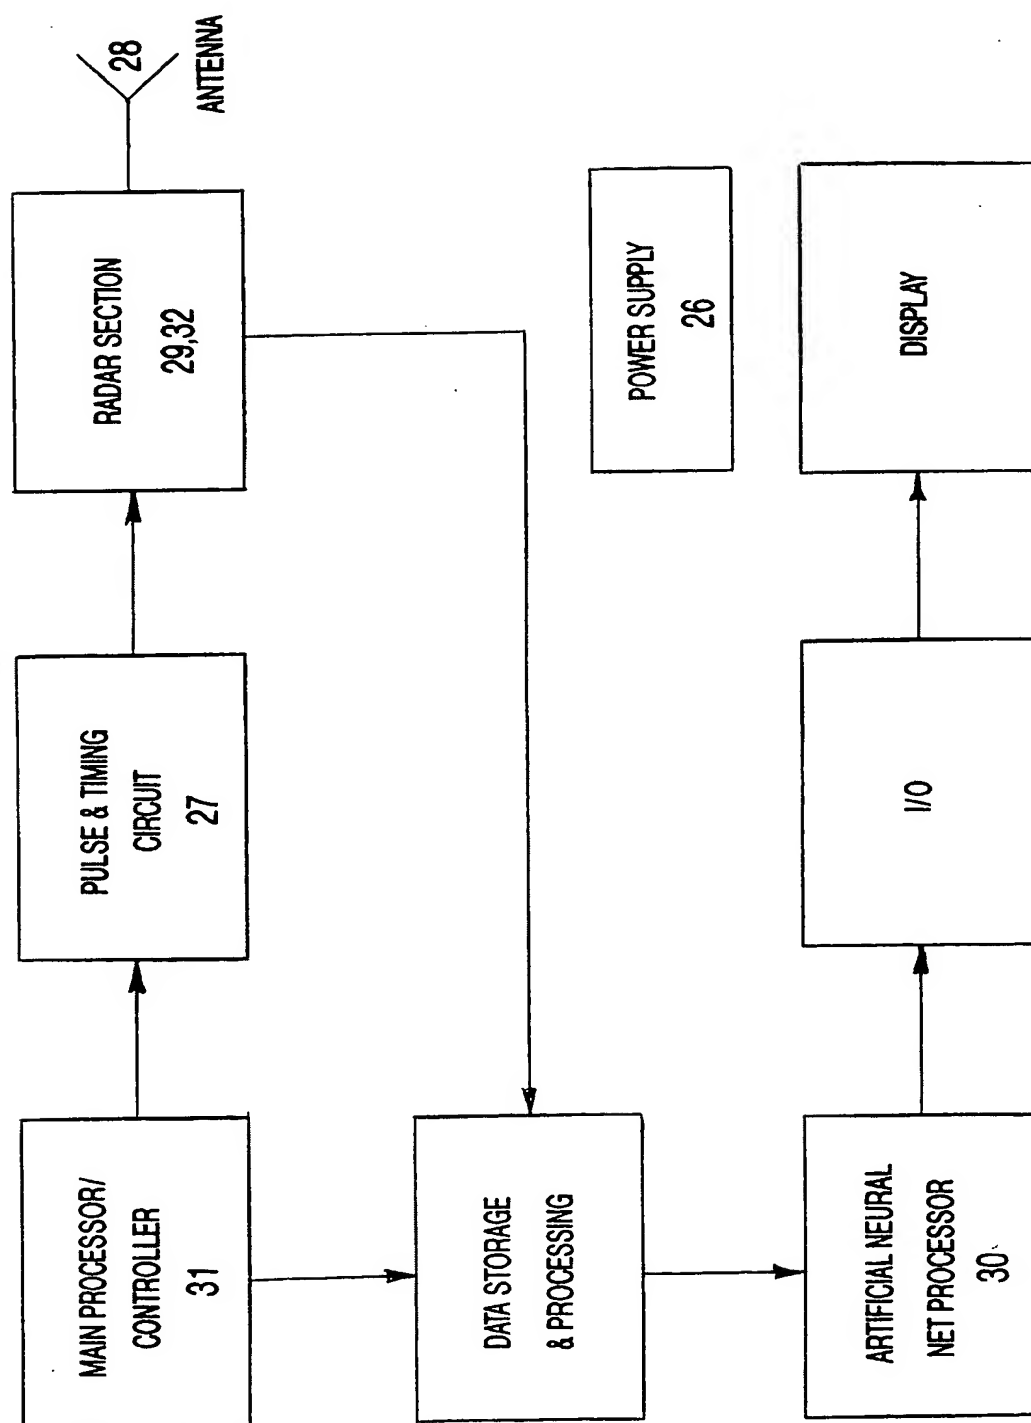 MAIN PROCESSOR/
CONTROLLER
31
PULSE & TIMING
CIRCUIT
27
RADAR SECTION
29,32
28
ANTENNA
DATA STORAGE
& PROCESSING
POWER SUPPLY
26
ARTIFICIAL NEURAL
NET PROCESSOR
30
I/O
DISPLAY